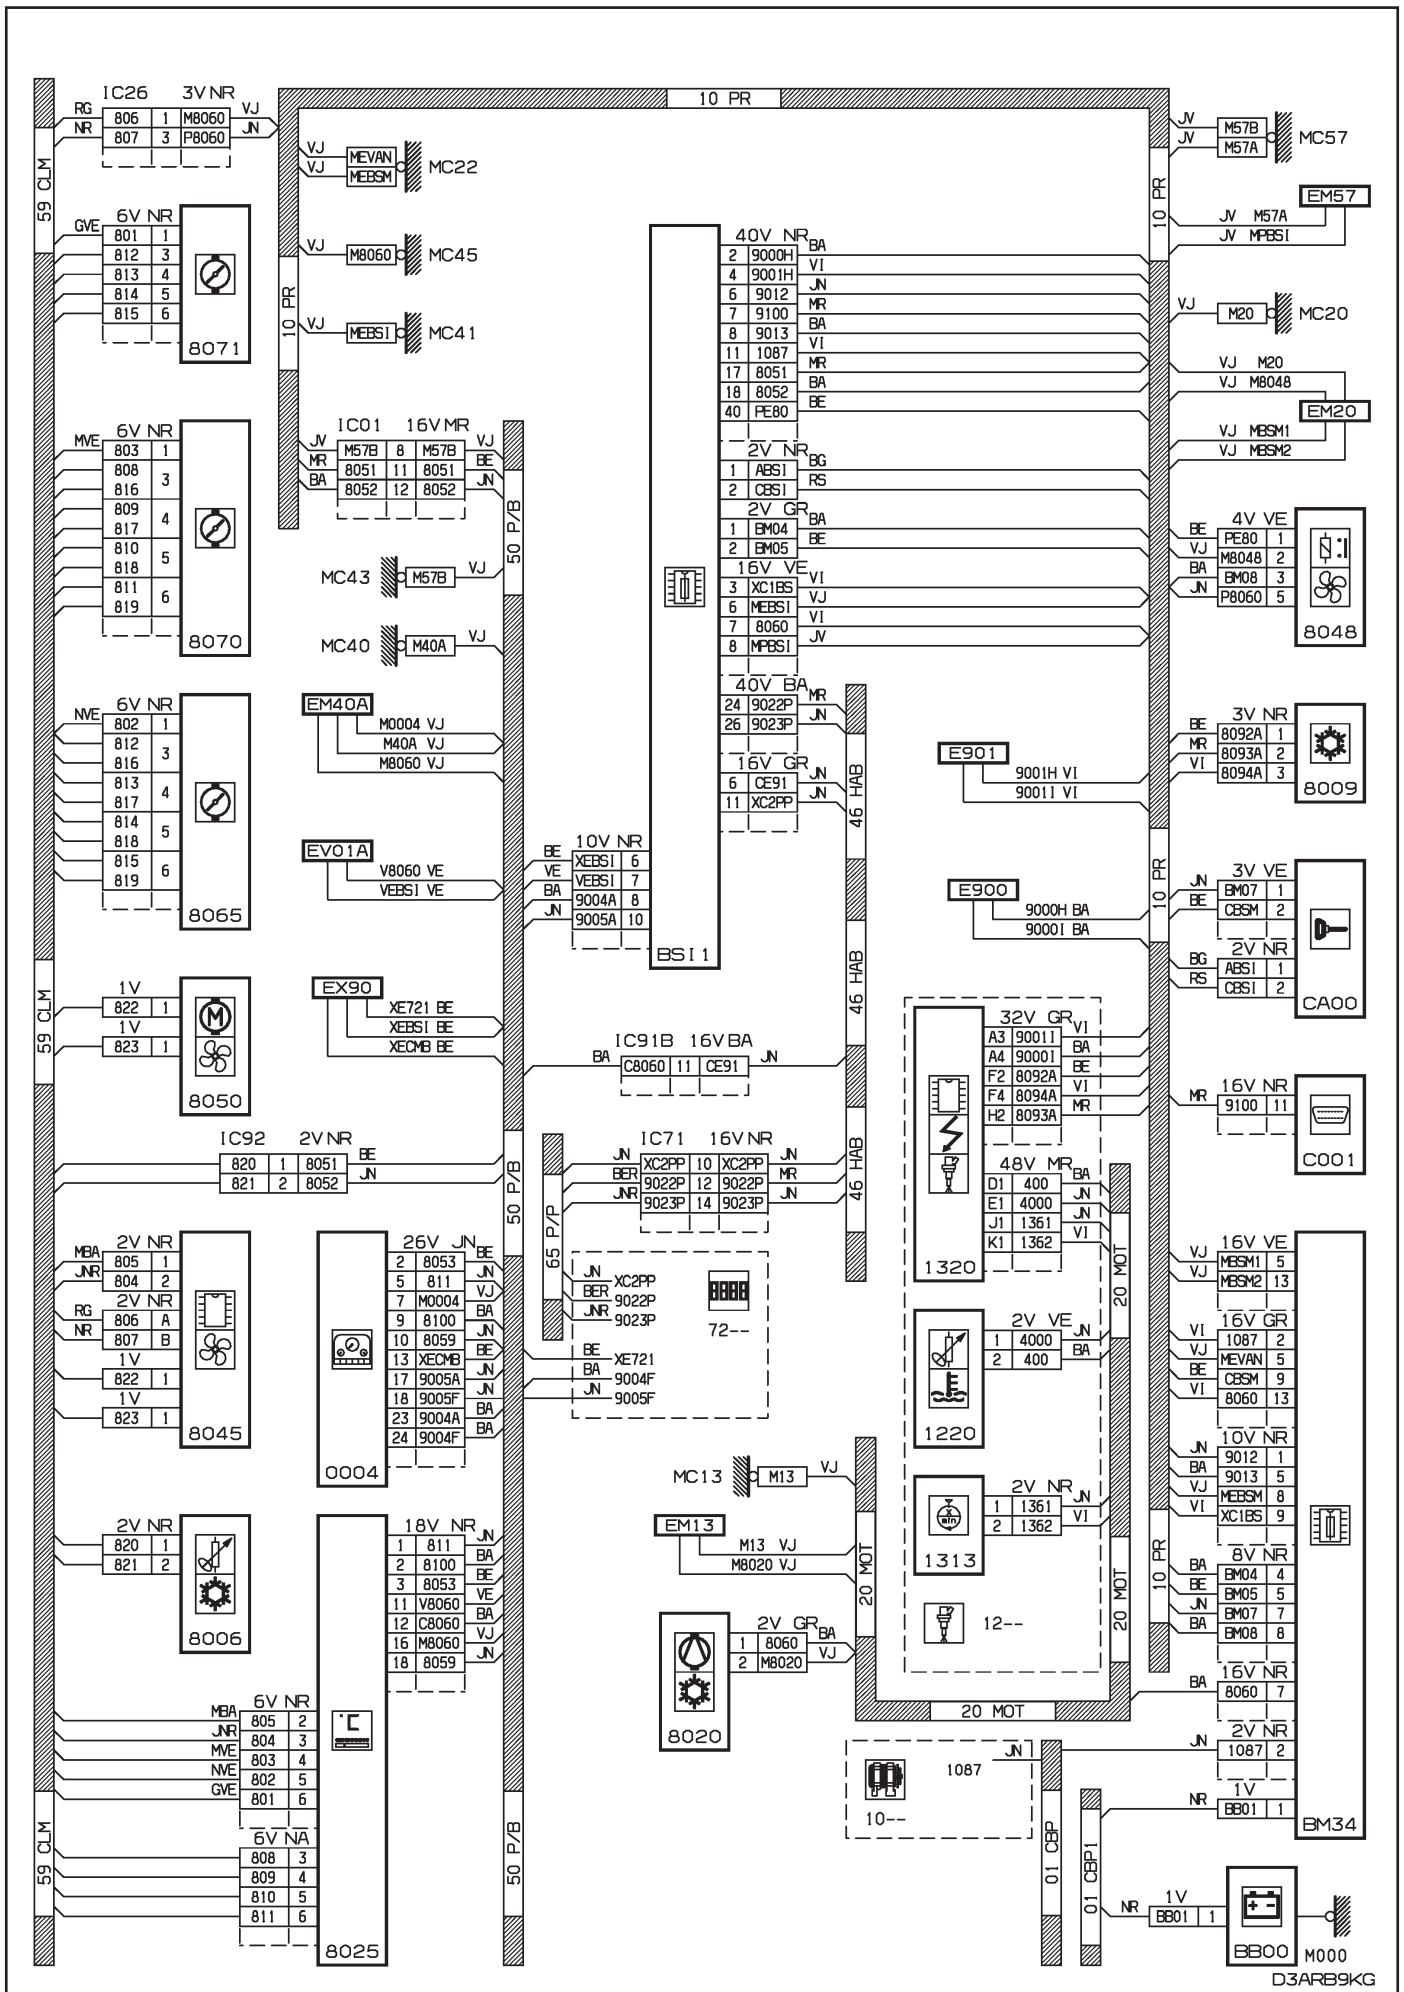 10 PR
IC26 3V NR
RG 806 1 M8060 VJ
NR 807 3 P8060 JN
59 CLM
6V NR
GVE 801 1
812 3
813 4
814 5
815 6
8071
6V NR
MVE 803 1
808
816 3
809
817 4
810
818 5
811
819 6
8070
6V NR
NVE 802 1
812
816 3
813
817 4
814
818 5
815
819 6
8065
59 CLM
1V
822 1
1V
823 1
8050
IC92 2V NR
820 1 8051 BE
821 2 8052 JN
2V NR
MBA 805 1
JNR 804 2
2V NR
RG 806 A
NR 807 B
1V
822 1
1V
823 1
8045
2V NR
820 1
821 2
8006
6V NR
MBA 805 2
JNR 804 3
MVE 803 4
NVE 802 5
GVE 801 6
6V NA
808 3
809 4
810 5
811 6
59 CLM
VJ MEVAN
VJ MEBSM
MC22
VJ M8060 MC45
10 PR
VJ MEBSI MC41
IC01 16V MR
JV M57B 8 M57B VJ
MR 8051 11 8051 BE
BA 8052 12 8052 JN
50 P/B
MC43 M57B VJ
MC40 M40A VJ
EM40A
M0004 VJ
M40A VJ
M8060 VJ
EV01A
V8060 VE
VEBSI VE
EX90
XE721 BE
XEBSI BE
XECMB BE
50 P/B
26V JN
2 8053 BE
5 811 JN
7 M0004 VJ
9 8100 BA
10 8059 JN
13 XECMB BE
17 9005A JN
18 9005F JN
23 9004A BA
24 9004F BA
0004
18V NR
1 811 JN
2 8100 BA
3 8053 BE
11 V8060 VE
12 C8060 BA
16 M8060 VJ
18 8059 JN
°C
8025
50 P/B
40V NR
2 9000H BA
4 9001H VI
6 9012 JN
7 9100 MR
8 9013 BA
11 1087 VI
17 8051 MR
18 8052 BA
40 PE80 BE
2V NR
1 ABSI BG
2 CBSI RS
2V GR
1 BM04 BA
2 BM05 BE
16V VE
3 XC1BS VI
6 MEBSI VJ
7 8060 VI
8 MPBSI JV
40V BA
24 9022P MR
26 9023P JN
16V GR
6 CE91 JN
11 XC2PP JN
10V NR
BE XEBSI 6
VE VEBSI 7
BA 9004A 8
JN 9005A 10
BSI1
46 HAB
46 HAB
46 HAB
IC91B 16V BA
BA C8060 11 CE91 JN
IC71 16V NR
JN XC2PP 10 XC2PP JN
BER 9022P 12 9022P MR
JNR 9023P 14 9023P JN
65 P/P
JN XC2PP
BER 9022P
JNR 9023P
72--
BE XE721
BA 9004F
JN 9005F
MC13 M13 VJ
EM13
M13 VJ
M8020 VJ
20 MOT
2V GR
1 8060 BA
2 M8020 VJ
8020
20 MOT
E901
9001H VI
9001I VI
E900
9000H BA
9000I BA
32V GR
A3 9001I VI
A4 9000I BA
F2 8092A BE
F4 8094A VI
H2 8093A MR
48V MR
D1 400 BA
E1 4000 JN
J1 1361 JN
K1 1362 VI
1320
20 MOT
2V VE
1 4000 JN
2 400 BA
1220
2V NR
1 1361 JN
2 1362 VI
x
min
1313
20 MOT
12--
1087 JN
10--
01 CBP
01 CBP1
JV M57B
JV M57A
MC57
10 PR
EM57
JV M57A
JV MPBSI
VJ M20 MC20
VJ M20
VJ M8048
EM20
VJ MBSM1
VJ MBSM2
4V VE
BE PE80 1
VJ M8048 2
BA BM08 3
JN P8060 5
8048
3V NR
BE 8092A 1
MR 8093A 2
VI 8094A 3
8009
10 PR
3V VE
JN BM07 1
BE CBSM 2
2V NR
BG ABSI 1
RS CBSI 2
CA00
16V NR
MR 9100 11
C001
16V VE
VJ MBSM1 5
VJ MBSM2 13
16V GR
VI 1087 2
VJ MEVAN 5
BE CBSM 9
VI 8060 13
10V NR
JN 9012 1
BA 9013 5
VJ MEBSM 8
VI XC1BS 9
10 PR
8V NR
BA BM04 4
BE BM05 5
JN BM07 7
BA BM08 8
16V NR
BA 8060 7
2V NR
JN 1087 2
1V
NR BB01 1
BM34
1V
NR BB01 1
+ -
BB00
M000
D3ARB9KG